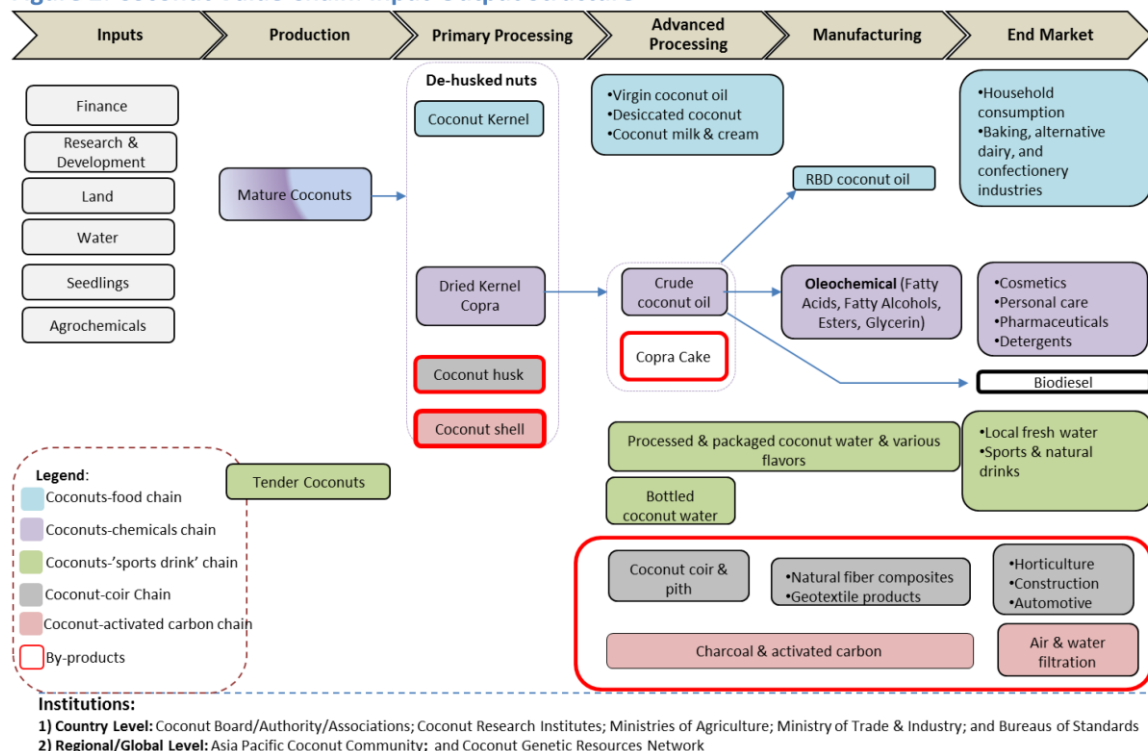 Figure 2. Coconut Value Chain: Input-Output Structure
Inputs
Production
Primary Processing
Advanced
Processing
Manufacturing
End Market
Finance
Research &
Development
Land
Water
Seedlings
Agrochemicals
Mature Coconuts
Tender Coconuts
De-husked nuts
Coconut Kernel
Dried Kernel
Copra
Coconut husk
Coconut shell
•Virgin coconut oil
•Desiccated coconut
•Coconut milk & cream
RBD coconut oil
•Household
consumption
•Baking, alternative
dairy, and
confectionery
industries
Crude
coconut oil
Copra Cake
Oleochemical (Fatty
Acids, Fatty Alcohols,
Esters, Glycerin)
•Cosmetics
•Personal care
•Pharmaceuticals
•Detergents
Biodiesel
Processed & packaged coconut water & various
flavors
Bottled
coconut water
•Local fresh water
•Sports & natural
drinks
Coconut coir &
pith
•Natural fiber composites
•Geotextile products
•Horticulture
•Construction
•Automotive
Charcoal & activated carbon
Air & water
filtration
Legend:
Coconuts-food chain
Coconuts-chemicals chain
Coconuts-'sports drink' chain
Coconut-coir Chain
Coconut-activated carbon chain
By-products
Institutions:
1) Country Level: Coconut Board/Authority/Associations; Coconut Research Institutes; Ministries of Agriculture; Ministry of Trade & Industry; and Bureaus of Standards
2) Regional/Global Level: Asia Pacific Coconut Community; and Coconut Genetic Resources Network